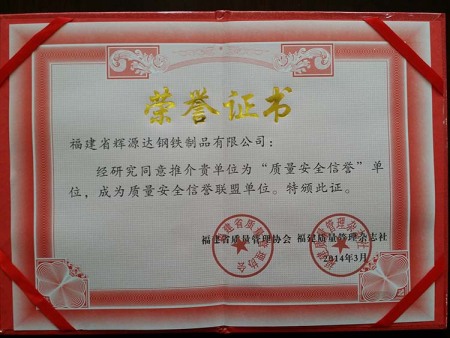 荣誉证书
福建省辉源达钢铁制品有限公司：
经研究同意推介贵单位为“质量安全信誉”单
位，成为质量安全信誉联盟单位。特颁此证。
福建省质量管理协会 福建质量管理杂志社
2014年3月